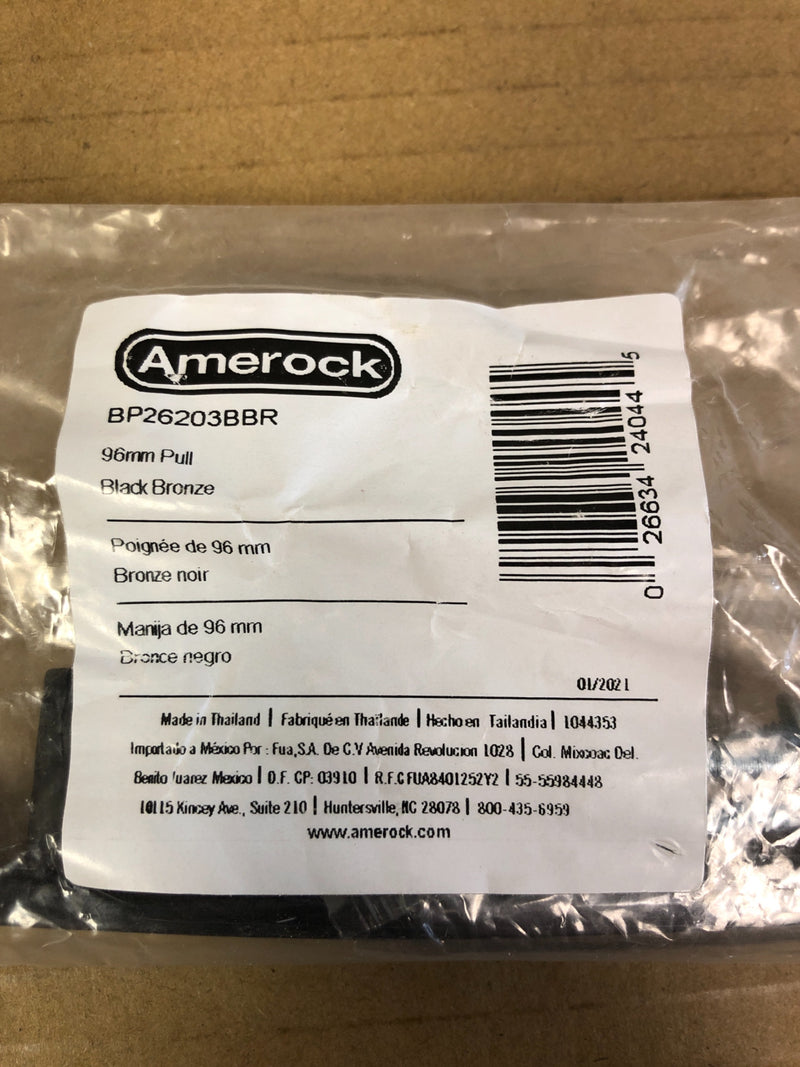 Amerock
BP26203BBR
96mm Pull
Black Bronze
Poignée de 96 mm
Bronze noir
Manija de 96 mm
Bronce negro
01/2021
Made in Thailand | Fabriqué en Thaïlande | Hecho en Tailandia | 1044353
Importado a México Por : Fua,S.A. De C.V Avenida Revolucion 1028 | Col. Mixcoac Del.
Benito Juarez Mexico | D.F. CP: 03910 | R.F.C FUA8401252Y2 | 55-55984448
10115 Kincey Ave., Suite 210 | Huntersville, NC 28078 | 800-435-6959
www.amerock.com
0 26634 24044 5